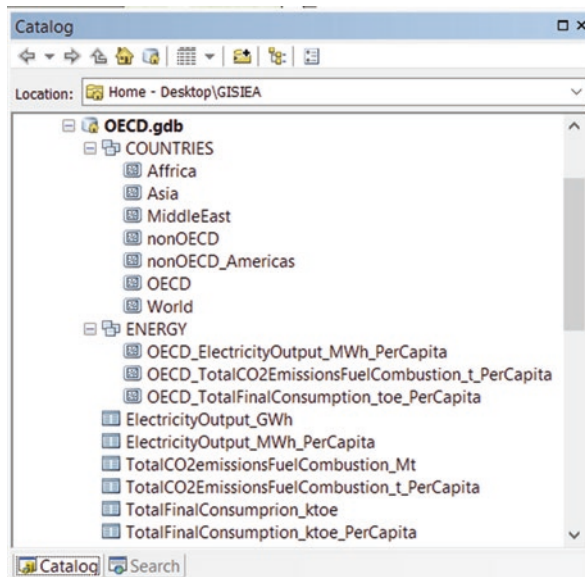 Catalog
Location: Home - Desktop\GISIEA
OECD.gdb
COUNTRIES
Affrica
Asia
MiddleEast
nonOECD
nonOECD_Americas
OECD
World
ENERGY
OECD_ElectricityOutput_MWh_PerCapita
OECD_TotalCO2EmissionsFuelCombustion_t_PerCapita
OECD_TotalFinalConsumption_toe_PerCapita
ElectricityOutput_GWh
ElectricityOutput_MWh_PerCapita
TotalCO2emissionsFuelCombustion_Mt
TotalCO2EmissionsFuelCombustion_t_PerCapita
TotalFinalConsumprion_ktoe
TotalFinalConsumption_ktoe_PerCapita
Catalog Search